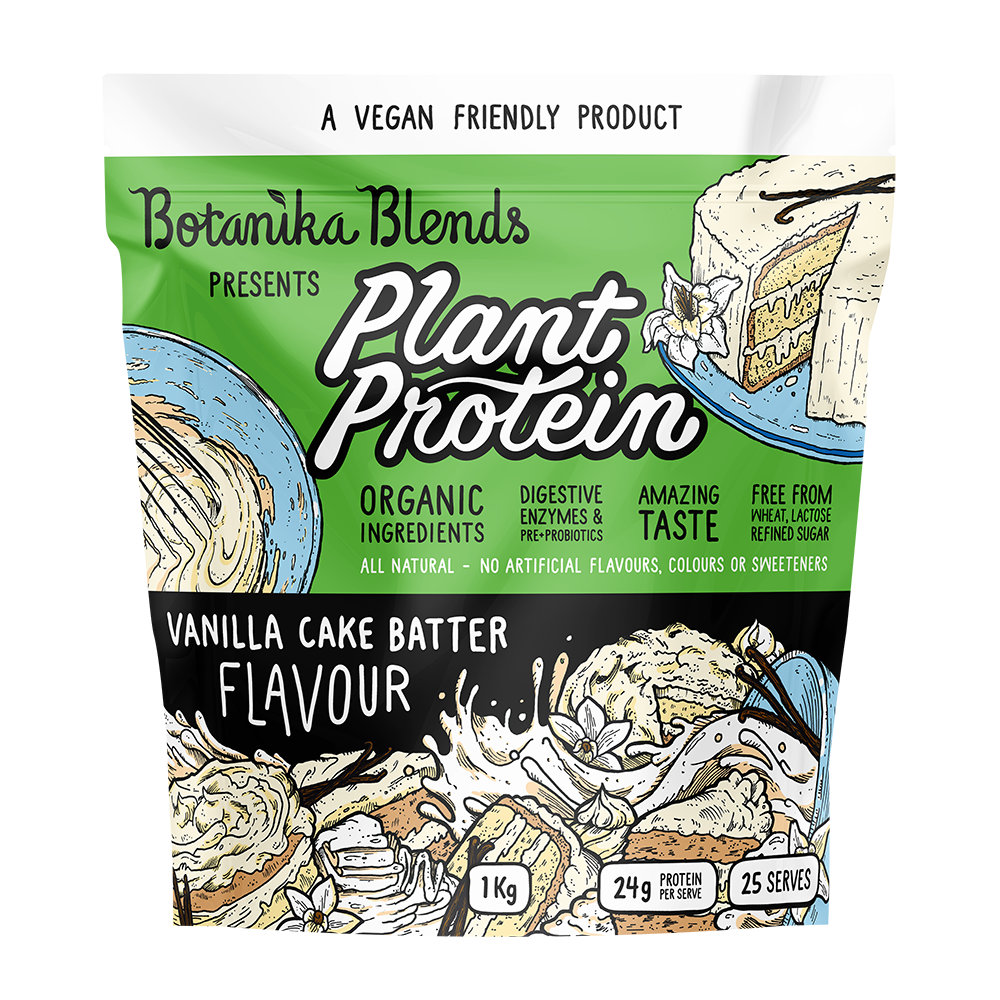 A VEGAN FRIENDLY PRODUCT
Botanika Blends
PRESENTS
Plant
Protein
ORGANIC
INGREDIENTS
DIGESTIVE
ENZYMES &
PRE+PROBIOTICS
AMAZING
TASTE
FREE FROM
WHEAT, LACTOSE
REFINED SUGAR
ALL NATURAL - NO ARTIFICIAL FLAVOURS, COLOURS OR SWEETENERS
VANILLA CAKE BATTER
FLAVOUR
1Kg
24g PROTEIN
PER SERVE
25 SERVES